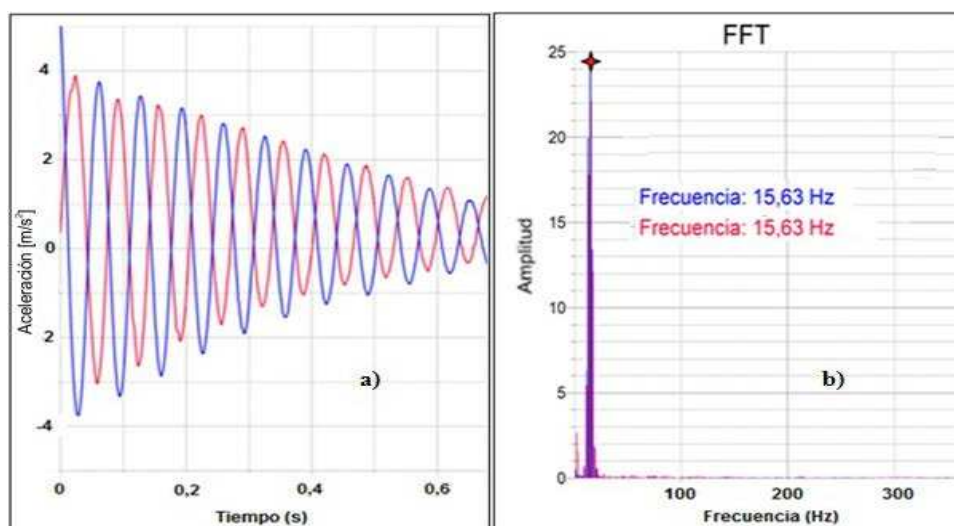 Aceleración [m/s²]
4
2
0
2
-4
0
0,2
0,4
0,6
Tiempo (s)
a)
FFT
Amplitud
25
20
15
10
5
0
Frecuencia: 15,63 Hz
Frecuencia: 15,63 Hz
b)
100
200
300
Frecuencia (Hz)